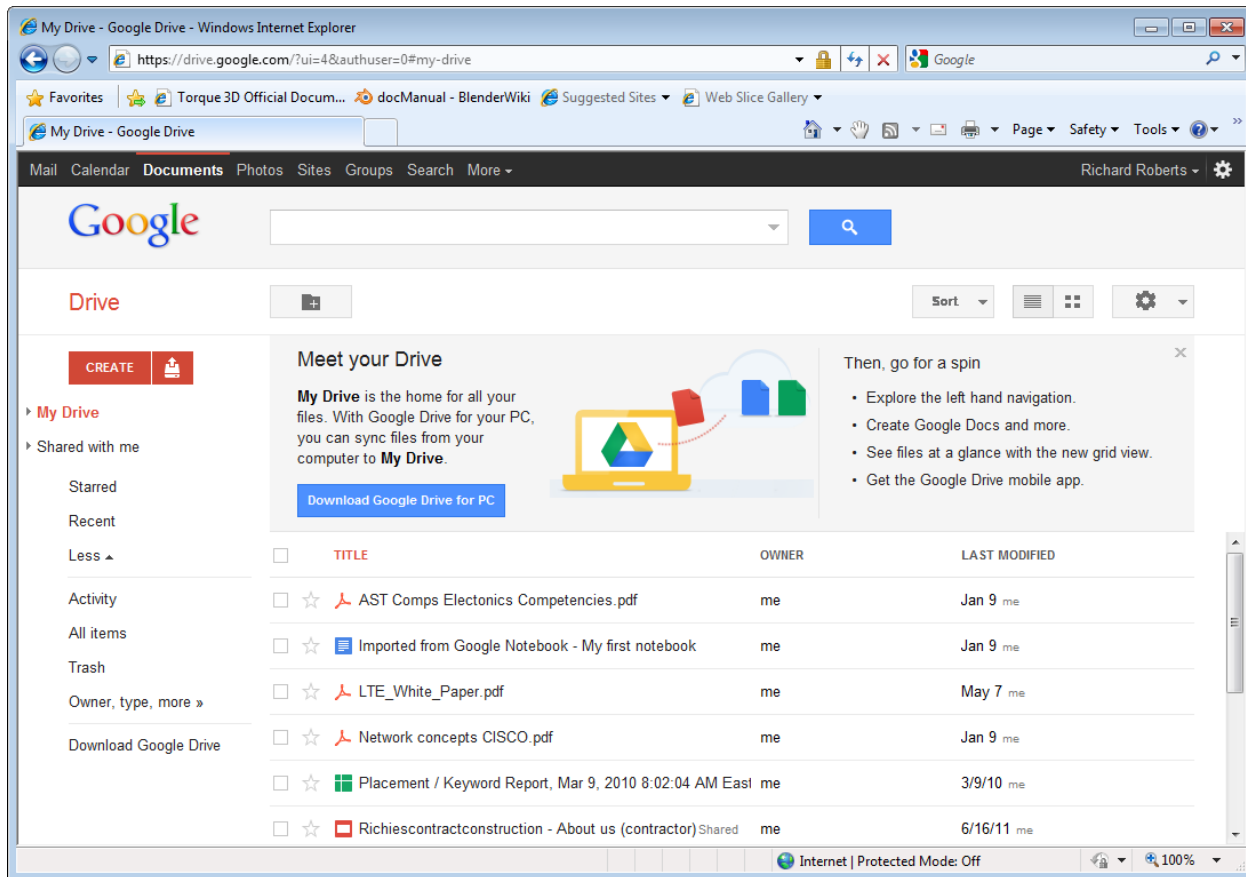 My Drive - Google Drive - Windows Internet Explorer
https://drive.google.com/?ui=4&authuser=0#my-drive
Google
Favorites Torque 3D Official Docum... docManual - BlenderWiki Suggested Sites Web Slice Gallery
My Drive - Google Drive
Page Safety Tools »
Mail Calendar Documents Photos Sites Groups Search More
Richard Roberts
Google
Drive
Sort
CREATE
My Drive
Shared with me
Starred
Recent
Less
Activity
All items
Trash
Owner, type, more »
Download Google Drive
Meet your Drive
My Drive is the home for all your
files. With Google Drive for your PC,
you can sync files from your
computer to My Drive.
Download Google Drive for PC
Then, go for a spin
• Explore the left hand navigation.
• Create Google Docs and more.
• See files at a glance with the new grid view.
• Get the Google Drive mobile app.
TITLE OWNER LAST MODIFIED
AST Comps Electonics Competencies.pdf me Jan 9 me
Imported from Google Notebook - My first notebook me Jan 9 me
LTE_White_Paper.pdf me May 7 me
Network concepts CISCO.pdf me Jan 9 me
Placement / Keyword Report, Mar 9, 2010 8:02:04 AM East me 3/9/10 me
Richiescontractconstruction - About us (contractor) Shared me 6/16/11 me
Internet | Protected Mode: Off 100%